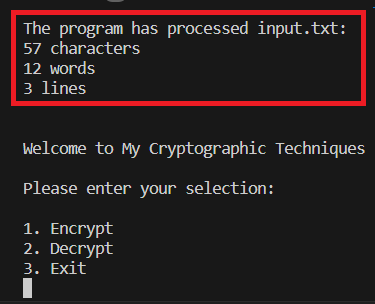 The program has processed input.txt:
57 characters
12 words
3 lines
Welcome to My Cryptographic Techniques
Please enter your selection:
1. Encrypt
2. Decrypt
3. Exit